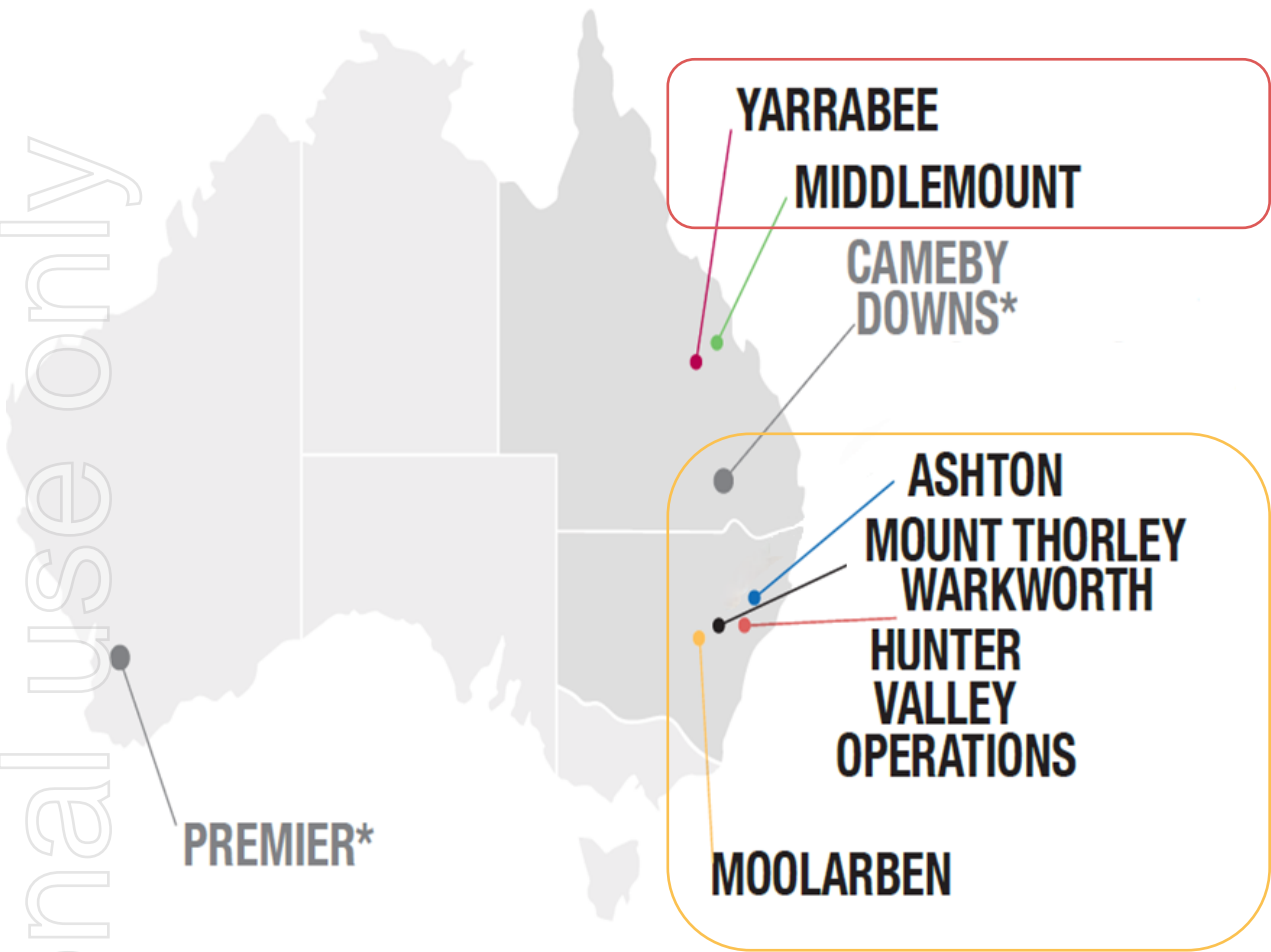 YARRABEE
MIDDLEMOUNT
CAMEBY
DOWNS*
ASHTON
MOUNT THORLEY
WARKWORTH
HUNTER
VALLEY
OPERATIONS
MOOLARBEN
PREMIER*
nal use only